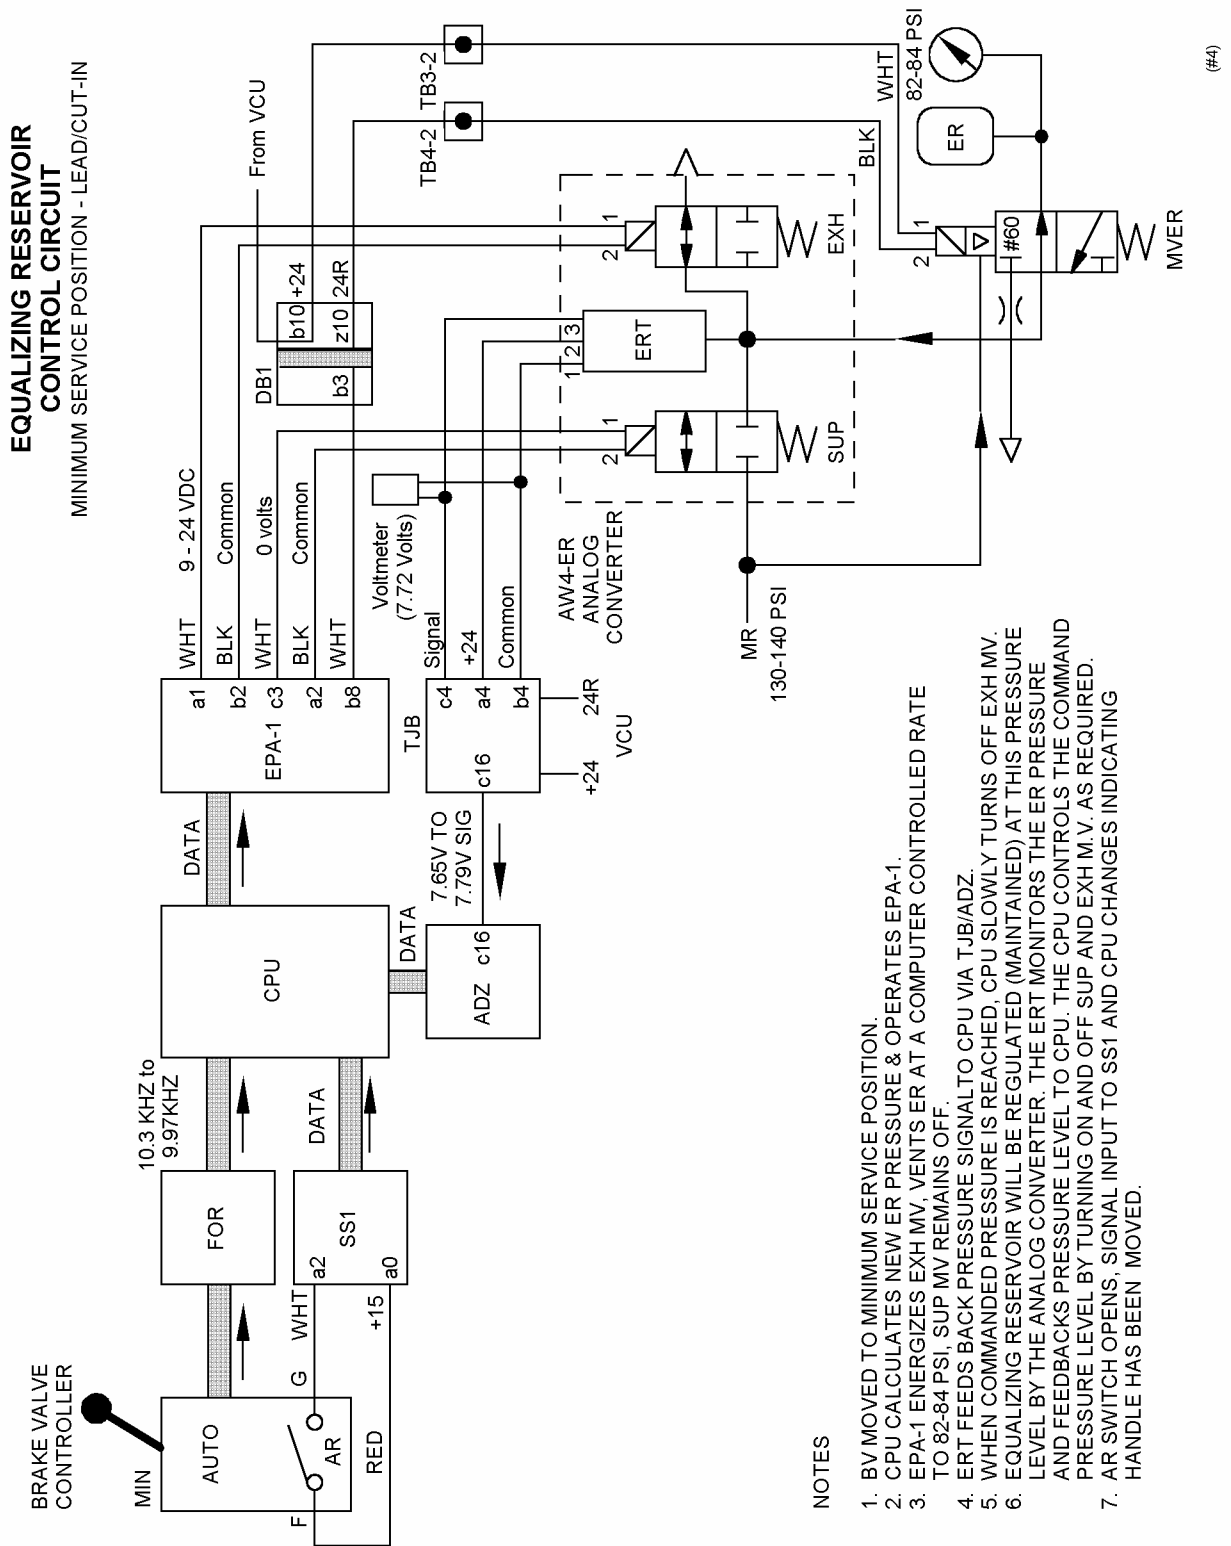 EQUALIZING RESERVOIR
CONTROL CIRCUIT
MINIMUM SERVICE POSITION - LEAD/CUT-IN
BRAKE VALVE
CONTROLLER
MIN
AUTO
F
G
AR
RED
WHT
+15
FOR
SS1
a2
a0
10.3 KHZ to
9.97KHZ
DATA
CPU
DATA
ADZ
c16
7.65V TO
7.79V SIG
DATA
EPA-1
a1
b2
c3
a2
b8
WHT
BLK
WHT
BLK
WHT
9 - 24 VDC
Common
0 volts
Common
TJB
c16
c4
a4
b4
+24
24R
VCU
Signal
+24
Common
Voltmeter
(7.72 Volts)
DB1
b3
b10
z10
+24
24R
From VCU
TB4-2
TB3-2
AW4-ER
ANALOG
CONVERTER
2
1
SUP
1
2
3
ERT
2
1
EXH
MR
130-140 PSI
BLK
WHT
2
1
#60
MVER
ER
82-84 PSI
NOTES
1. BV MOVED TO MINIMUM SERVICE POSITION.
2. CPU CALCULATES NEW ER PRESSURE & OPERATES EPA-1.
3. EPA-1 ENERGIZES EXH MV, VENTS ER AT A COMPUTER CONTROLLED RATE
TO 82-84 PSI, SUP MV REMAINS OFF.
4. ERT FEEDS BACK PRESSURE SIGNALTO CPU VIA TJB/ADZ.
5. WHEN COMMANDED PRESSURE IS REACHED, CPU SLOWLY TURNS OFF EXH MV.
6. EQUALIZING RESERVOIR WILL BE REGULATED (MAINTAINED) AT THIS PRESSURE
LEVEL BY THE ANALOG CONVERTER. THE ERT MONITORS THE ER PRESSURE
AND FEEDBACKS PRESSURE LEVEL TO CPU. THE CPU CONTROLS THE COMMAND
PRESSURE LEVEL BY TURNING ON AND OFF SUP AND EXH M.V. AS REQUIRED.
7. AR SWITCH OPENS, SIGNAL INPUT TO SS1 AND CPU CHANGES INDICATING
HANDLE HAS BEEN MOVED.
(#4)